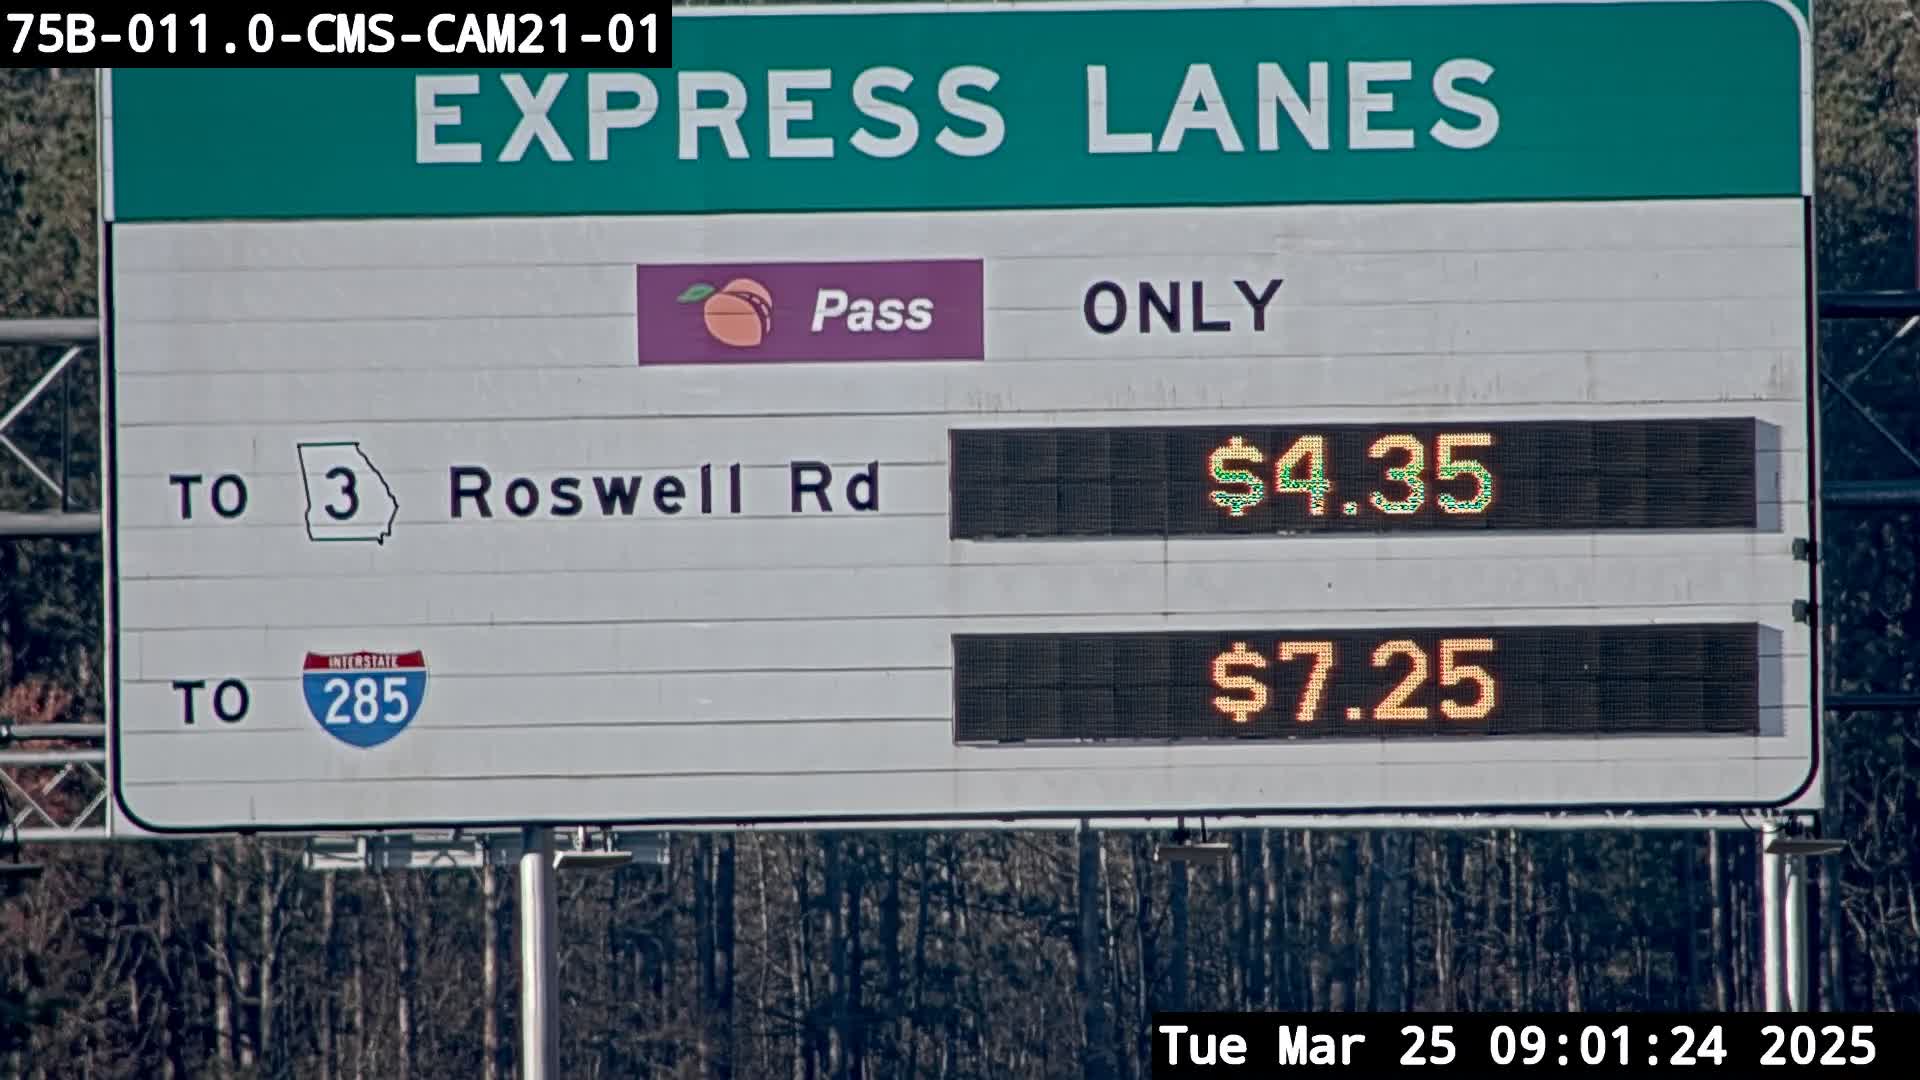 75B-011.0-CMS-CAM21-01
EXPRESS LANES
Pass ONLY
TO 3 Roswell Rd $4.35
INTERSTATE
TO 285 $7.25
Tue Mar 25 09:01:24 2025